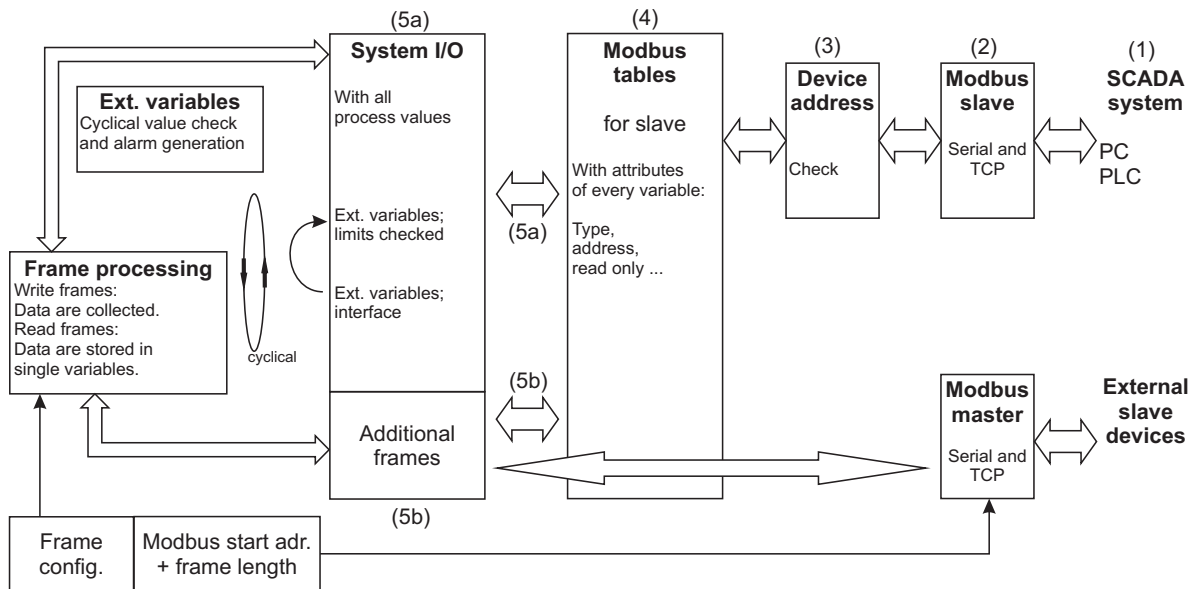 (5a)
System I/O
With all
process values
Ext. variables;
limits checked
Ext. variables;
interface
Ext. variables
Cyclical value check
and alarm generation
cyclical
Frame processing
Write frames:
Data are collected.
Read frames:
Data are stored in
single variables.
(5a)
(4)
Modbus
tables
for slave
With attributes
of every variable:
Type,
address,
read only ...
(3)
Device
address
Check
(2)
Modbus
slave
Serial and
TCP
(1)
SCADA
system
PC
PLC
(5b)
Additional
frames
(5b)
Modbus
master
Serial and
TCP
External
slave
devices
Frame
config.
Modbus start adr.
+ frame length